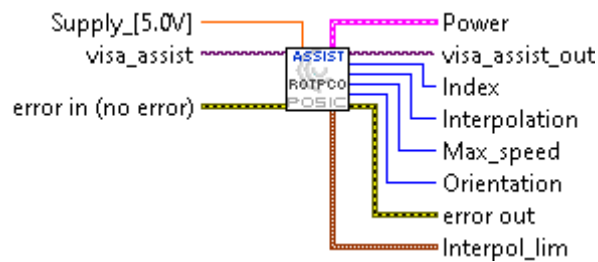 Supply_[5.0V]
visa_assist
error in (no error)
ASSIST
ROTPCO
POSIC
Power
visa_assist_out
Index
Interpolation
Max_speed
Orientation
error out
Interpol_lim